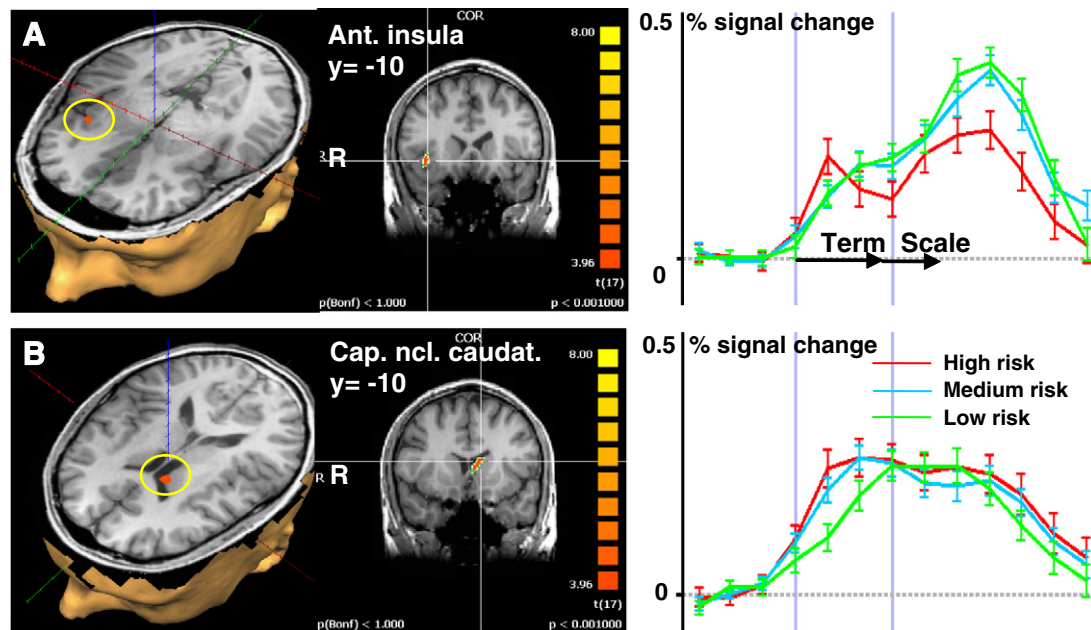 A
COR
Ant. insula
y= -10
8.00
R
R
3.96
t(17)
p(Bonf) < 1.000
p < 0.001000
0.5
% signal change
Term
Scale
0
B
COR
Cap. ncl. caudat.
y= -10
8.00
R
R
3.96
t(17)
p(Bonf) < 1.000
p < 0.001000
0.5
% signal change
High risk
Medium risk
Low risk
0